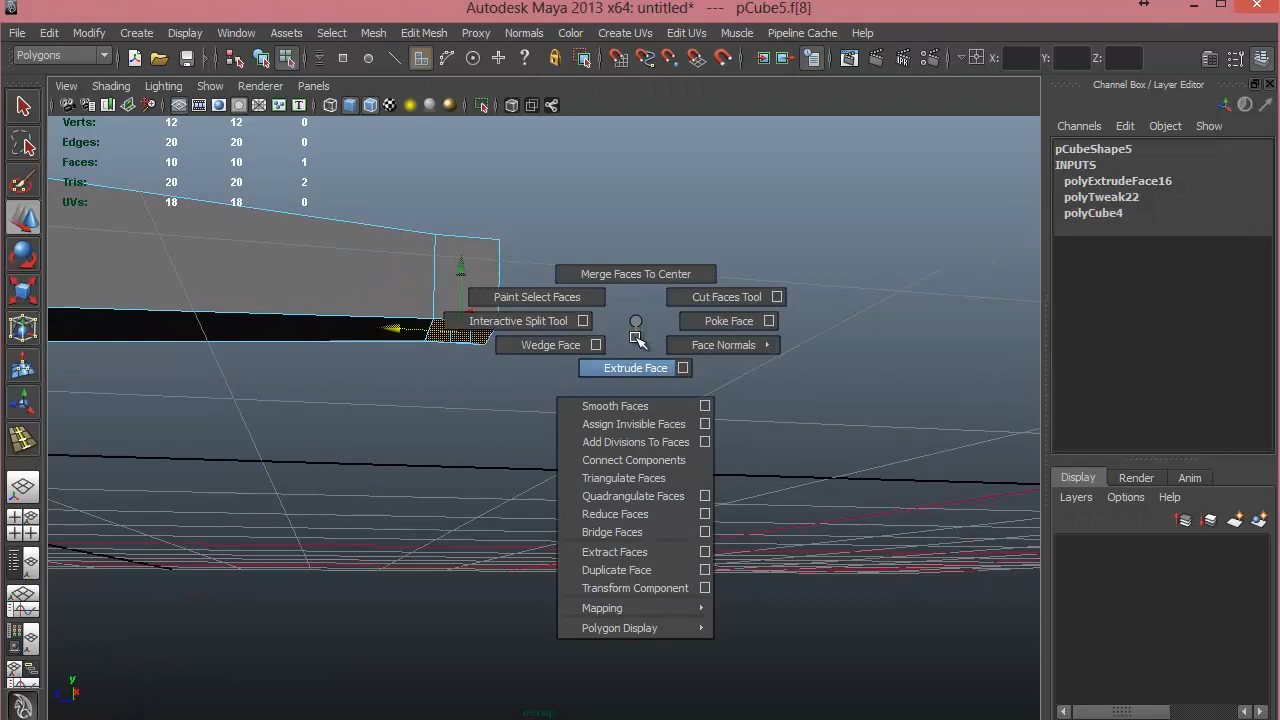 Autodesk Maya 2013 x64: untitled* --- pCube5.f[8]
File Edit Modify Create Display Window Assets Select Mesh Edit Mesh Proxy Normals Color Create UVs Edit UVs Muscle Pipeline Cache Help
Polygons X: Y: Z:
View Shading Lighting Show Renderer Panels
Channel Box / Layer Editor
Channels Edit Object Show
Verts: 12 12 0
Edges: 20 20 0
Faces: 10 10 1
Tris: 20 20 2
UVs: 18 18 0
pCubeShape5
INPUTS
polyExtrudeFace16
polyTweak22
polyCube4
Merge Faces To Center
Paint Select Faces Cut Faces Tool
Interactive Split Tool Poke Face
Wedge Face Face Normals
Extrude Face
Smooth Faces
Assign Invisible Faces
Add Divisions To Faces
Connect Components
Triangulate Faces
Quadrangulate Faces
Reduce Faces
Bridge Faces
Extract Faces
Duplicate Face
Transform Component
Mapping
Polygon Display
Display Render Anim
Layers Options Help
y
x
persp